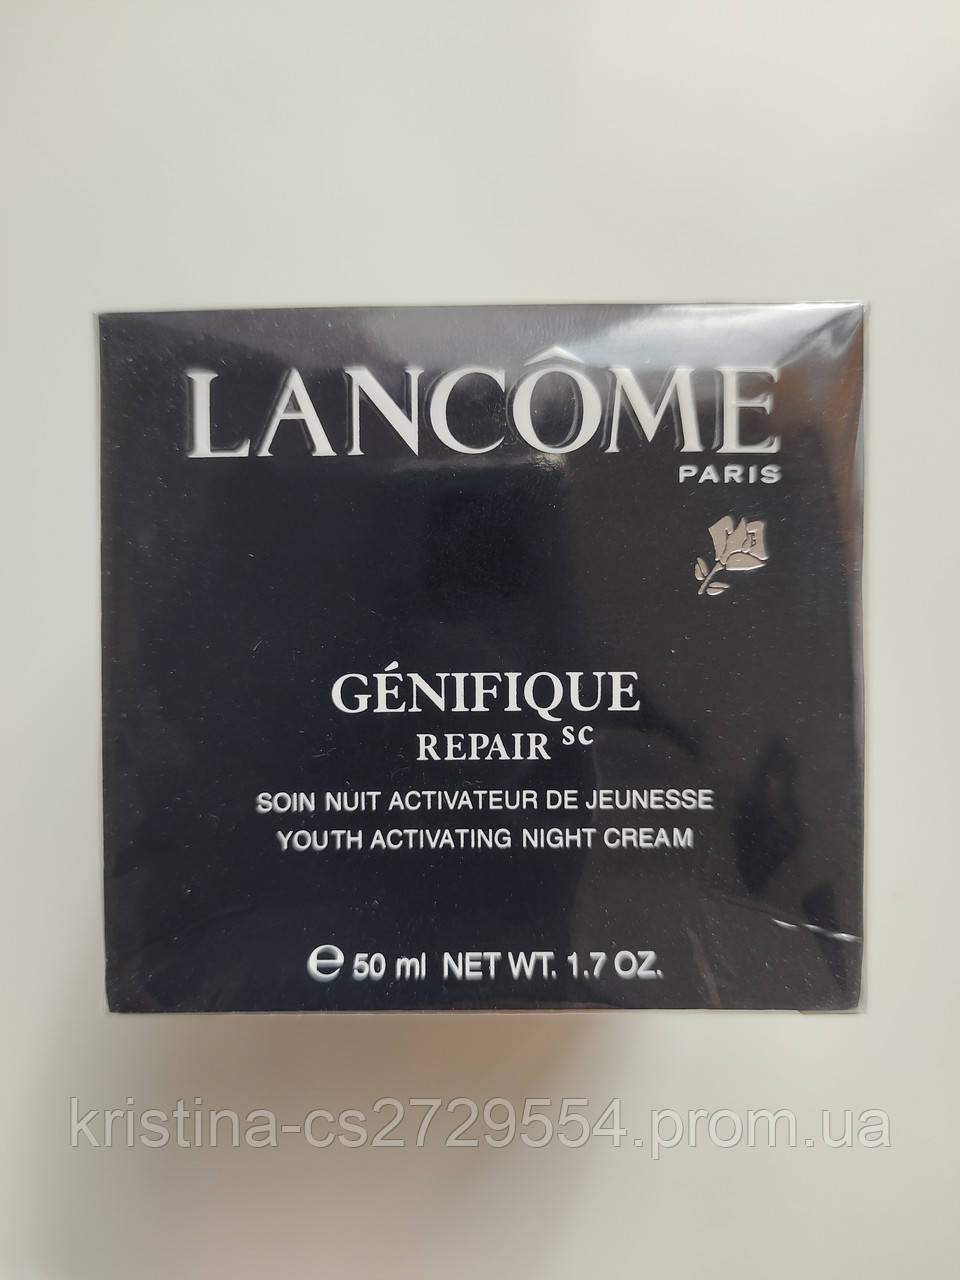 LANCÔME
PARIS
GÉNIFIQUE
REPAIR SC
SOIN NUIT ACTIVATEUR DE JEUNESSE
YOUTH ACTIVATING NIGHT CREAM
℮ 50 ml NET WT. 1.7 OZ.
kristina-cs2729554.prom.ua